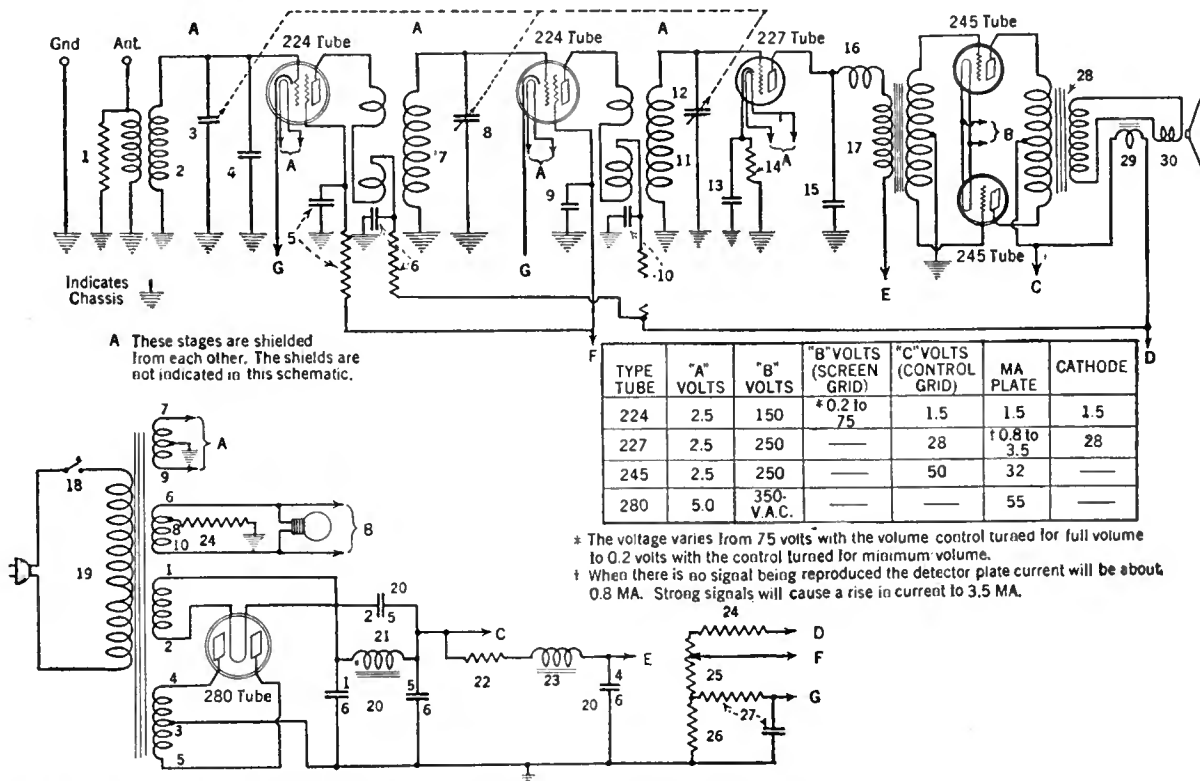 Gnd
Ant.
A
A
A
224 Tube
224 Tube
227 Tube
245 Tube
16
28
1
2
3
4
A
7
8
A
12
11
14
A
17
B
29
30
5
6
9
10
13
15
G
G
245 Tube
E
C
Indicates
Chassis
F
D
A These stages are shielded
from each other. The shields are
not indicated in this schematic.
TYPE TUBE "A" VOLTS "B" VOLTS "B" VOLTS (SCREEN GRID) "C" VOLTS (CONTROL GRID) MA PLATE CATHODE
224 2.5 150 *0.2 to 75 1.5 1.5 1.5
227 2.5 250 — 28 †0.8 to 3.5 28
245 2.5 250 — 50 32 —
280 5.0 350- V.A.C. — — 55 —
* The voltage varies from 75 volts with the volume control turned for full volume
to 0.2 volts with the control turned for minimum volume.
† When there is no signal being reproduced the detector plate current will be about
0.8 MA. Strong signals will cause a rise in current to 3.5 MA.
7
A
9
18
6
8
24
10
B
19
1
2
20
2 5
C
21
22
23
E
4
280 Tube
3
5
1
6
20
5
6
20
4
6
24
D
F
25
G
27
26